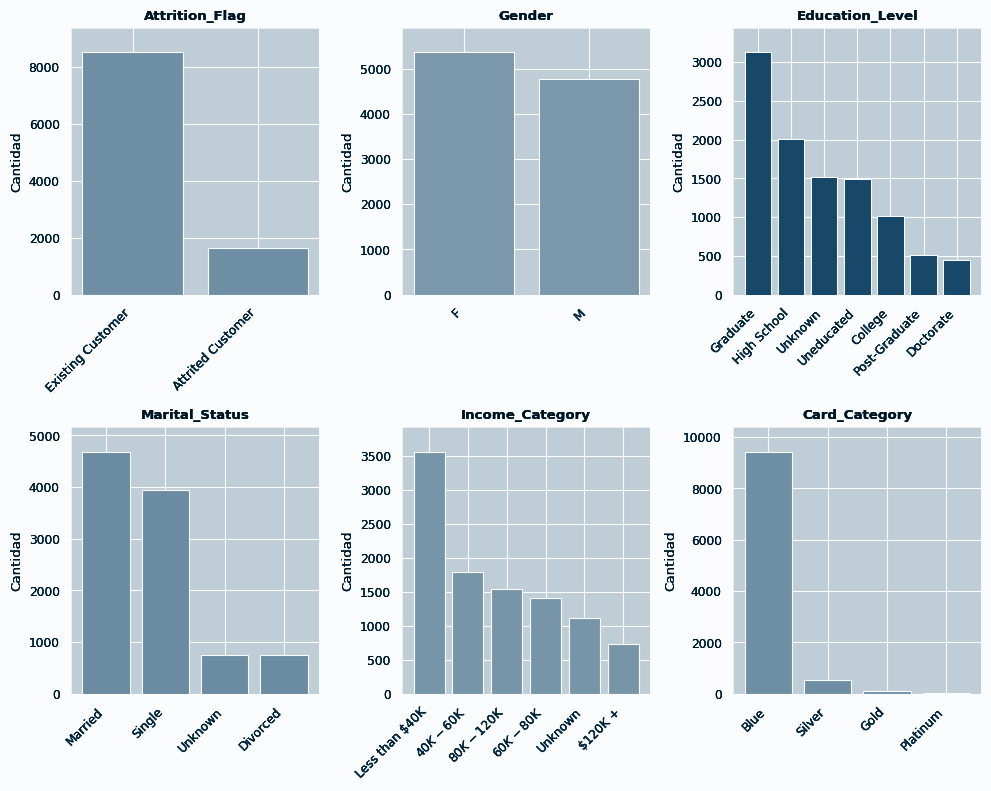 Attrition_Flag
Cantidad
8000
6000
4000
2000
0
Existing Customer
Attrited Customer
Gender
Cantidad
5000
4000
3000
2000
1000
0
F
M
Education_Level
Cantidad
3000
2500
2000
1500
1000
500
0
Graduate
High School
Unknown
Uneducated
College
Post-Graduate
Doctorate
Marital_Status
Cantidad
5000
4000
3000
2000
1000
0
Married
Single
Unknown
Divorced
Income_Category
Cantidad
3500
3000
2500
2000
1500
1000
500
0
Less than $40K
40K − 60K
80K − 120K
60K − 80K
Unknown
$120K +
Card_Category
Cantidad
10000
8000
6000
4000
2000
0
Blue
Silver
Gold
Platinum